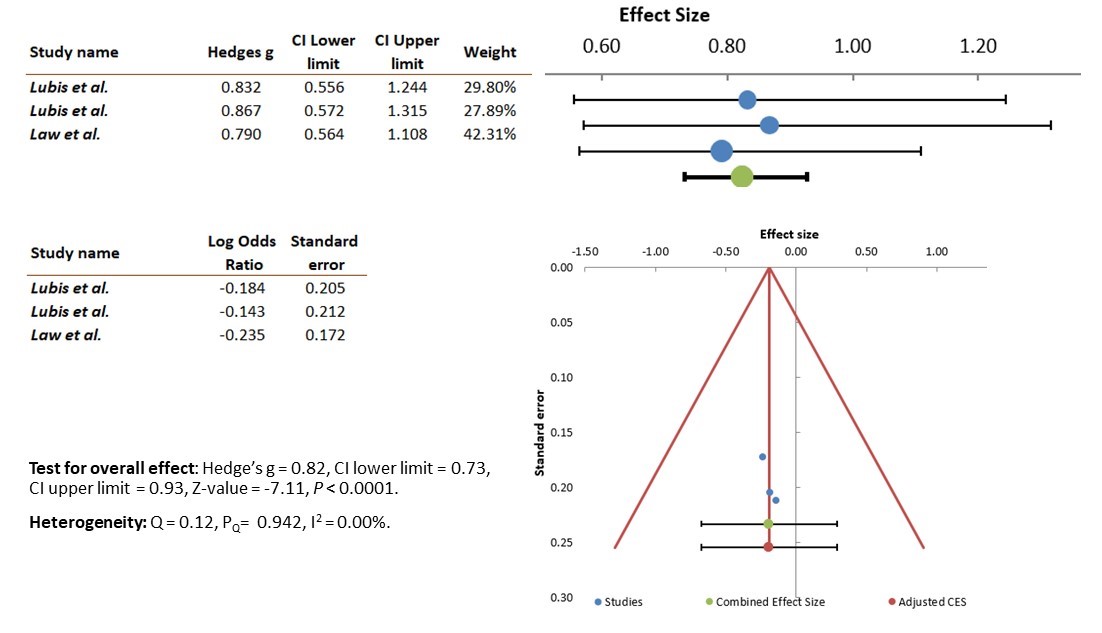 Effect Size
0.60 0.80 1.00 1.20
Study name Hedges g CI Lower limit CI Upper limit Weight
Lubis et al. 0.832 0.556 1.244 29.80%
Lubis et al. 0.867 0.572 1.315 27.89%
Law et al. 0.790 0.564 1.108 42.31%
Study name Log Odds Ratio Standard error
Lubis et al. -0.184 0.205
Lubis et al. -0.143 0.212
Law et al. -0.235 0.172
Test for overall effect: Hedge's g = 0.82, CI lower limit = 0.73,
CI upper limit = 0.93, Z-value = -7.11, P < 0.0001.
Heterogeneity: Q = 0.12, PQ= 0.942, I2 = 0.00%.
Effect size
-1.50 -1.00 -0.50 0.00 0.50 1.00
0.00
0.05
0.10
0.15
0.20
0.25
0.30
Standard error
Studies Combined Effect Size Adjusted CES